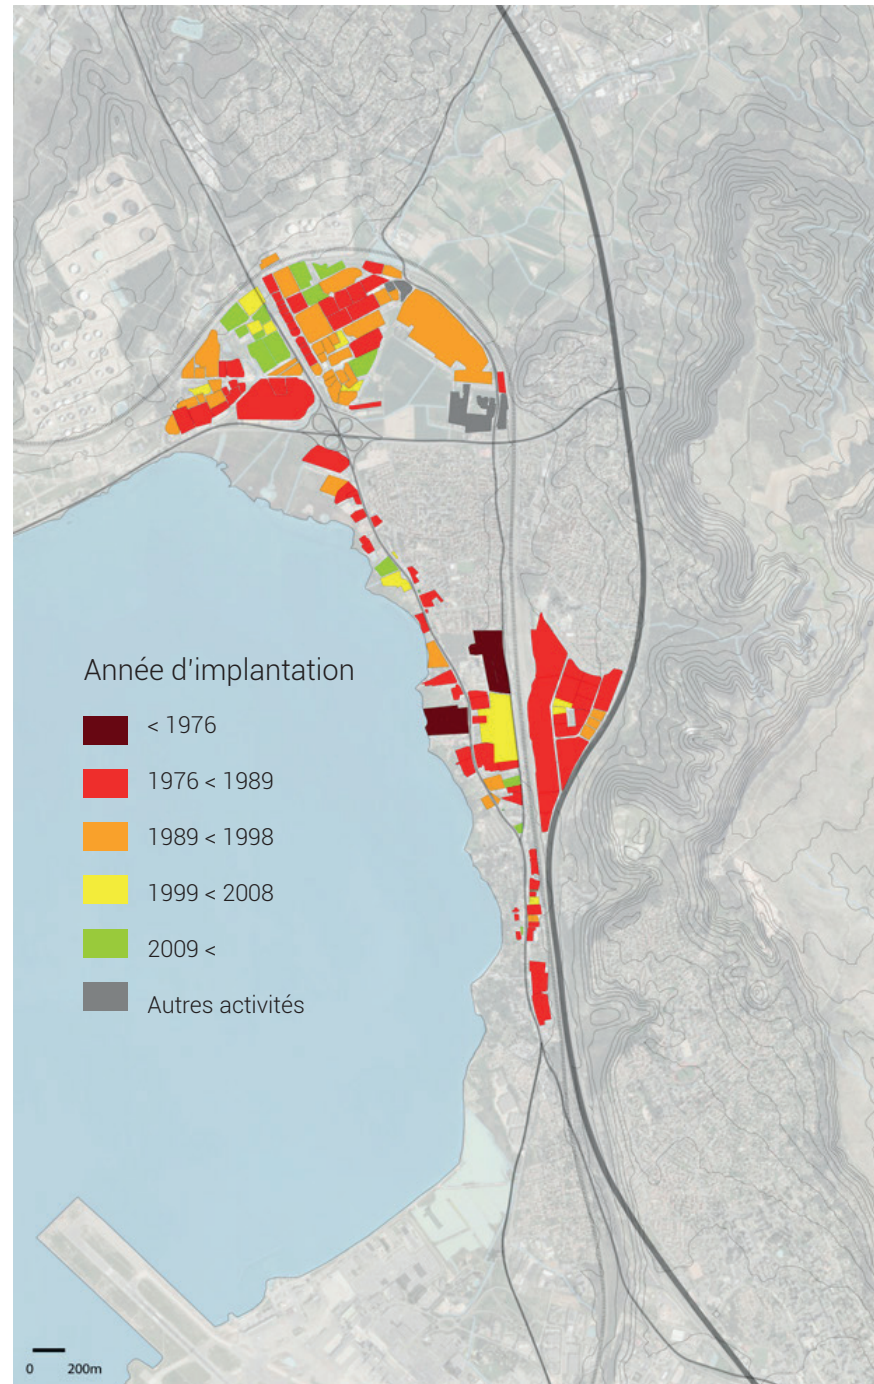 Année d'implantation
< 1976
1976 < 1989
1989 < 1998
1999 < 2008
2009 <
Autres activités
0 200m